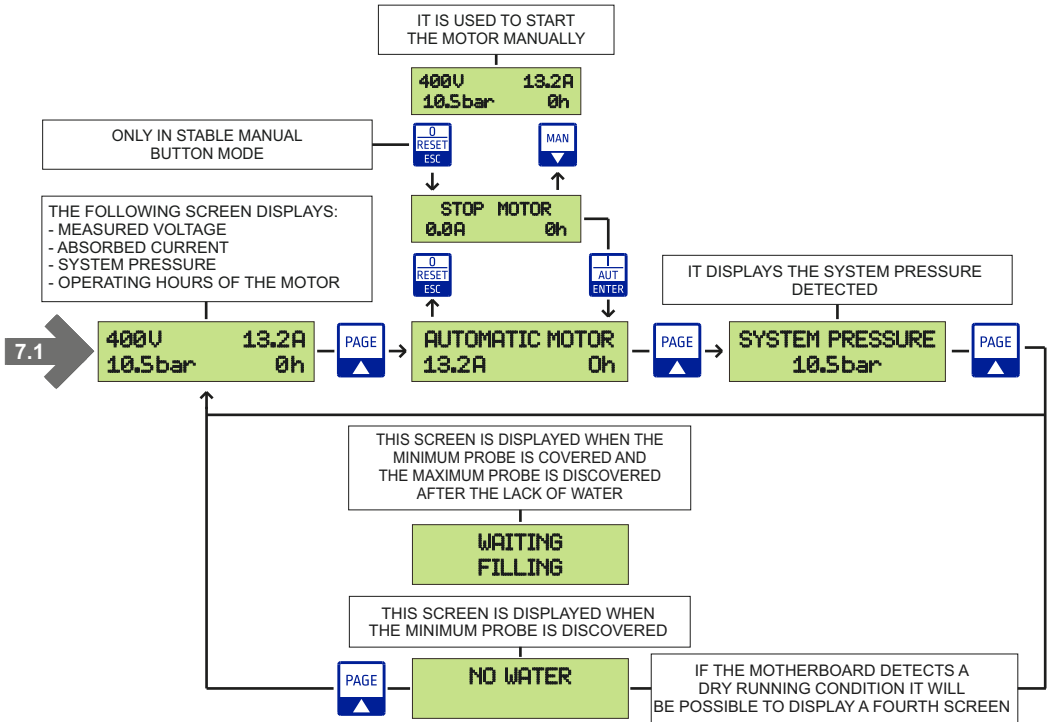 IT IS USED TO START
THE MOTOR MANUALLY
400V 13.2A
10.5bar 0h
ONLY IN STABLE MANUAL
BUTTON MODE
0
RESET
ESC
MAN
STOP MOTOR
0.0A 0h
THE FOLLOWING SCREEN DISPLAYS:
- MEASURED VOLTAGE
- ABSORBED CURRENT
- SYSTEM PRESSURE
- OPERATING HOURS OF THE MOTOR
0
RESET
ESC
I
AUT
ENTER
IT DISPLAYS THE SYSTEM PRESSURE
DETECTED
7.1
400V 13.2A
10.5bar 0h
PAGE
AUTOMATIC MOTOR
13.2A 0h
PAGE
SYSTEM PRESSURE
10.5bar
PAGE
THIS SCREEN IS DISPLAYED WHEN THE
MINIMUM PROBE IS COVERED AND
THE MAXIMUM PROBE IS DISCOVERED
AFTER THE LACK OF WATER
WAITING
FILLING
THIS SCREEN IS DISPLAYED WHEN
THE MINIMUM PROBE IS DISCOVERED
PAGE
NO WATER
IF THE MOTHERBOARD DETECTS A
DRY RUNNING CONDITION IT WILL
BE POSSIBLE TO DISPLAY A FOURTH SCREEN